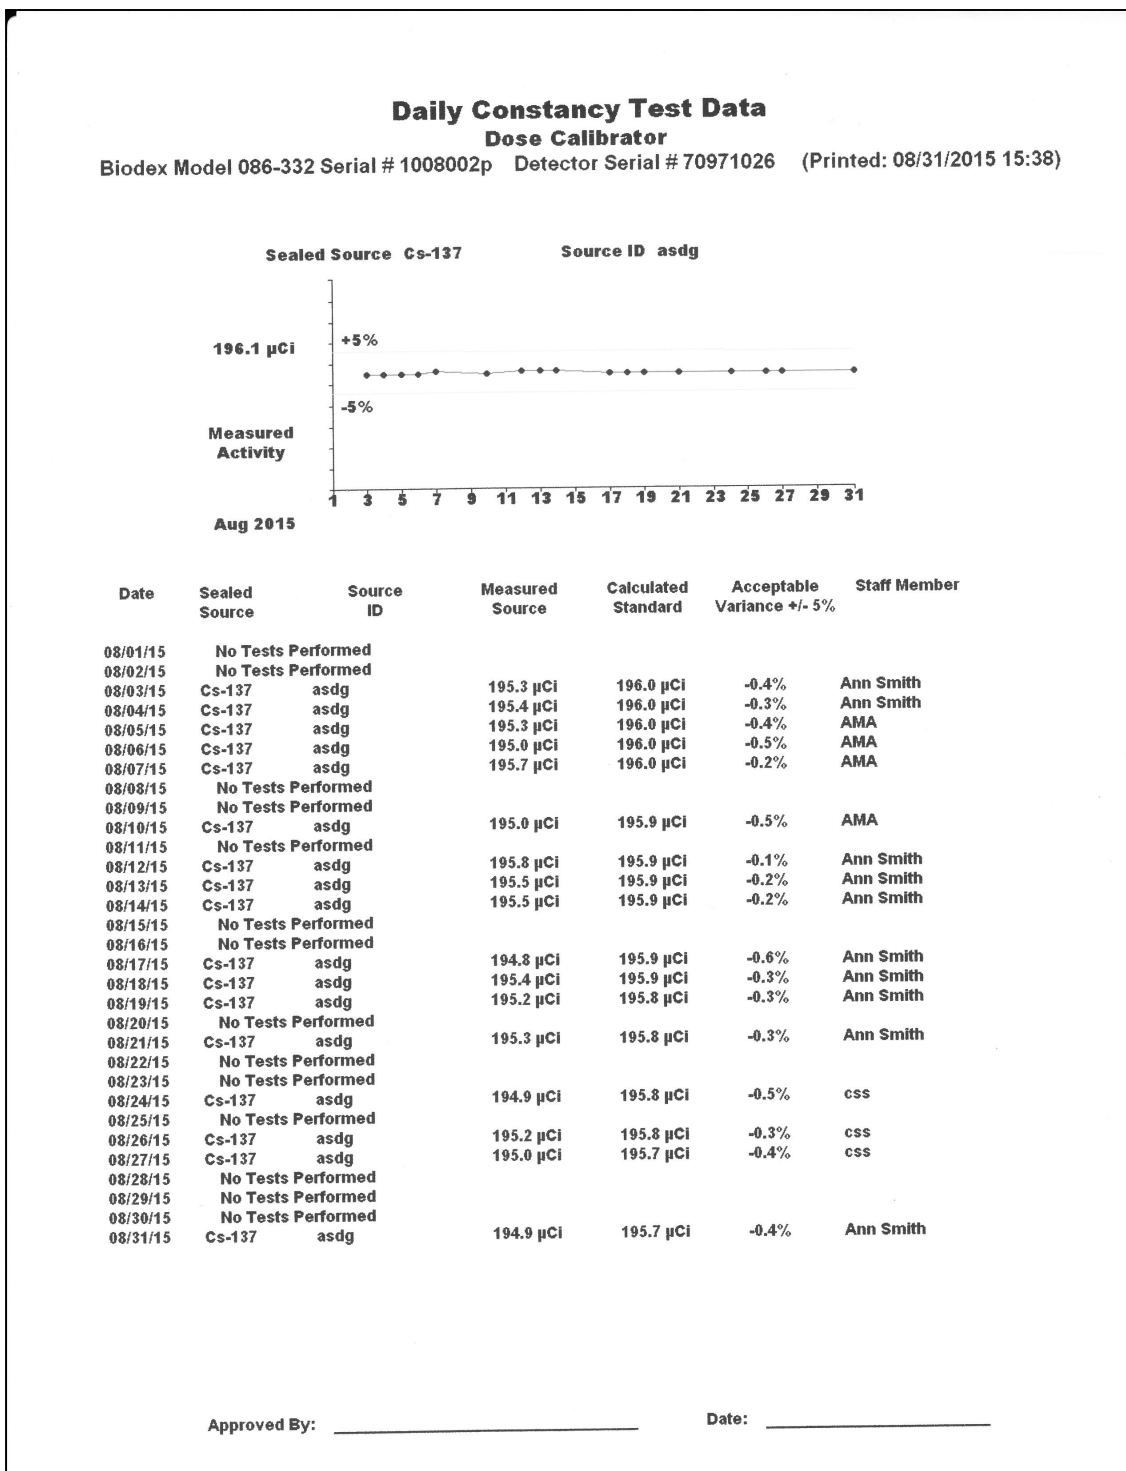 Daily Constancy Test Data
Dose Calibrator
Biodex Model 086-332 Serial # 1008002p Detector Serial # 70971026 (Printed: 08/31/2015 15:38)
Sealed Source Cs-137 Source ID asdg
+5%
196.1 µCi
-5%
Measured
Activity
1 3 5 7 9 11 13 15 17 19 21 23 25 27 29 31
Aug 2015
Date Sealed Source Measured Calculated Acceptable Staff Member
Source ID Source Standard Variance +/- 5%
08/01/15 No Tests Performed
08/02/15 No Tests Performed
08/03/15 Cs-137 asdg 195.3 µCi 196.0 µCi -0.4% Ann Smith
08/04/15 Cs-137 asdg 195.4 µCi 196.0 µCi -0.3% Ann Smith
08/05/15 Cs-137 asdg 195.3 µCi 196.0 µCi -0.4% AMA
08/06/15 Cs-137 asdg 195.0 µCi 196.0 µCi -0.5% AMA
08/07/15 Cs-137 asdg 195.7 µCi 196.0 µCi -0.2% AMA
08/08/15 No Tests Performed
08/09/15 No Tests Performed
08/10/15 Cs-137 asdg 195.0 µCi 195.9 µCi -0.5% AMA
08/11/15 No Tests Performed
08/12/15 Cs-137 asdg 195.8 µCi 195.9 µCi -0.1% Ann Smith
08/13/15 Cs-137 asdg 195.5 µCi 195.9 µCi -0.2% Ann Smith
08/14/15 Cs-137 asdg 195.5 µCi 195.9 µCi -0.2% Ann Smith
08/15/15 No Tests Performed
08/16/15 No Tests Performed
08/17/15 Cs-137 asdg 194.8 µCi 195.9 µCi -0.6% Ann Smith
08/18/15 Cs-137 asdg 195.4 µCi 195.9 µCi -0.3% Ann Smith
08/19/15 Cs-137 asdg 195.2 µCi 195.8 µCi -0.3% Ann Smith
08/20/15 No Tests Performed
08/21/15 Cs-137 asdg 195.3 µCi 195.8 µCi -0.3% Ann Smith
08/22/15 No Tests Performed
08/23/15 No Tests Performed
08/24/15 Cs-137 asdg 194.9 µCi 195.8 µCi -0.5% css
08/25/15 No Tests Performed
08/26/15 Cs-137 asdg 195.2 µCi 195.8 µCi -0.3% css
08/27/15 Cs-137 asdg 195.0 µCi 195.7 µCi -0.4% css
08/28/15 No Tests Performed
08/29/15 No Tests Performed
08/30/15 No Tests Performed
08/31/15 Cs-137 asdg 194.9 µCi 195.7 µCi -0.4% Ann Smith
Approved By: Date: